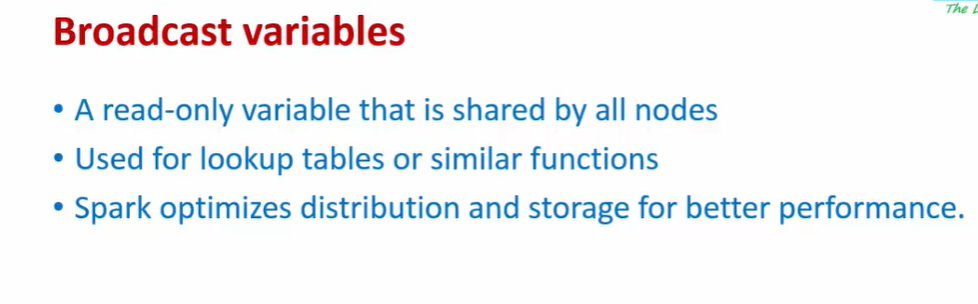 The
Broadcast variables
• A read-only variable that is shared by all nodes
• Used for lookup tables or similar functions
• Spark optimizes distribution and storage for better performance.